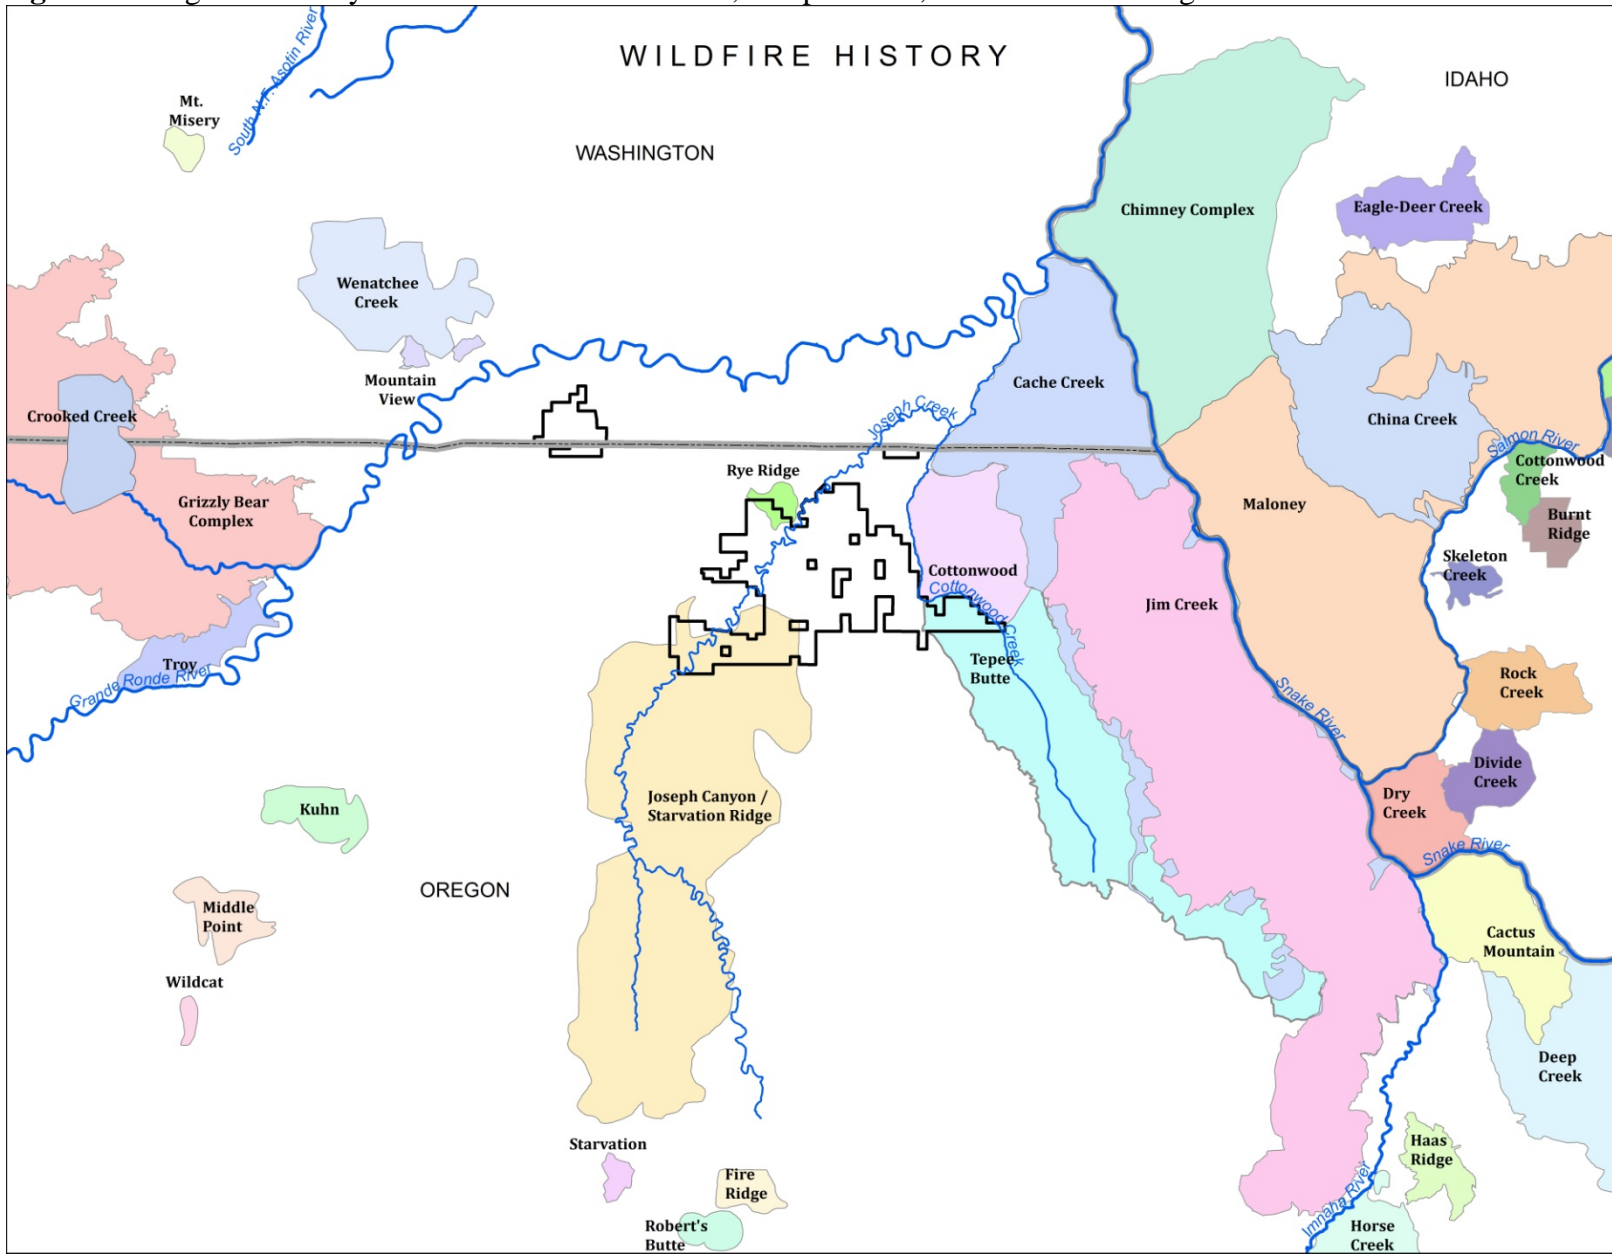 WILDFIRE HISTORY
IDAHO
South N.F. Asotin River
Mt.
Misery
WASHINGTON
Chimney Complex
Eagle-Deer Creek
Wenatchee
Creek
Mountain
View
Cache Creek
Crooked Creek
Joseph Creek
China Creek
Salmon River
Cottonwood
Creek
Rye Ridge
Grizzly Bear
Complex
Maloney
Burnt
Ridge
Skeleton
Creek
Cottonwood
Cottonwood Creek
Jim Creek
Troy
Grande Ronde River
Tepee
Butte
Rock
Creek
Snake River
Divide
Creek
Dry
Creek
Kuhn
Joseph Canyon /
Starvation Ridge
Snake River
OREGON
Middle
Point
Cactus
Mountain
Wildcat
Deep
Creek
Starvation
Haas
Ridge
Fire
Ridge
Imnaha River
Robert's
Butte
Horse
Creek